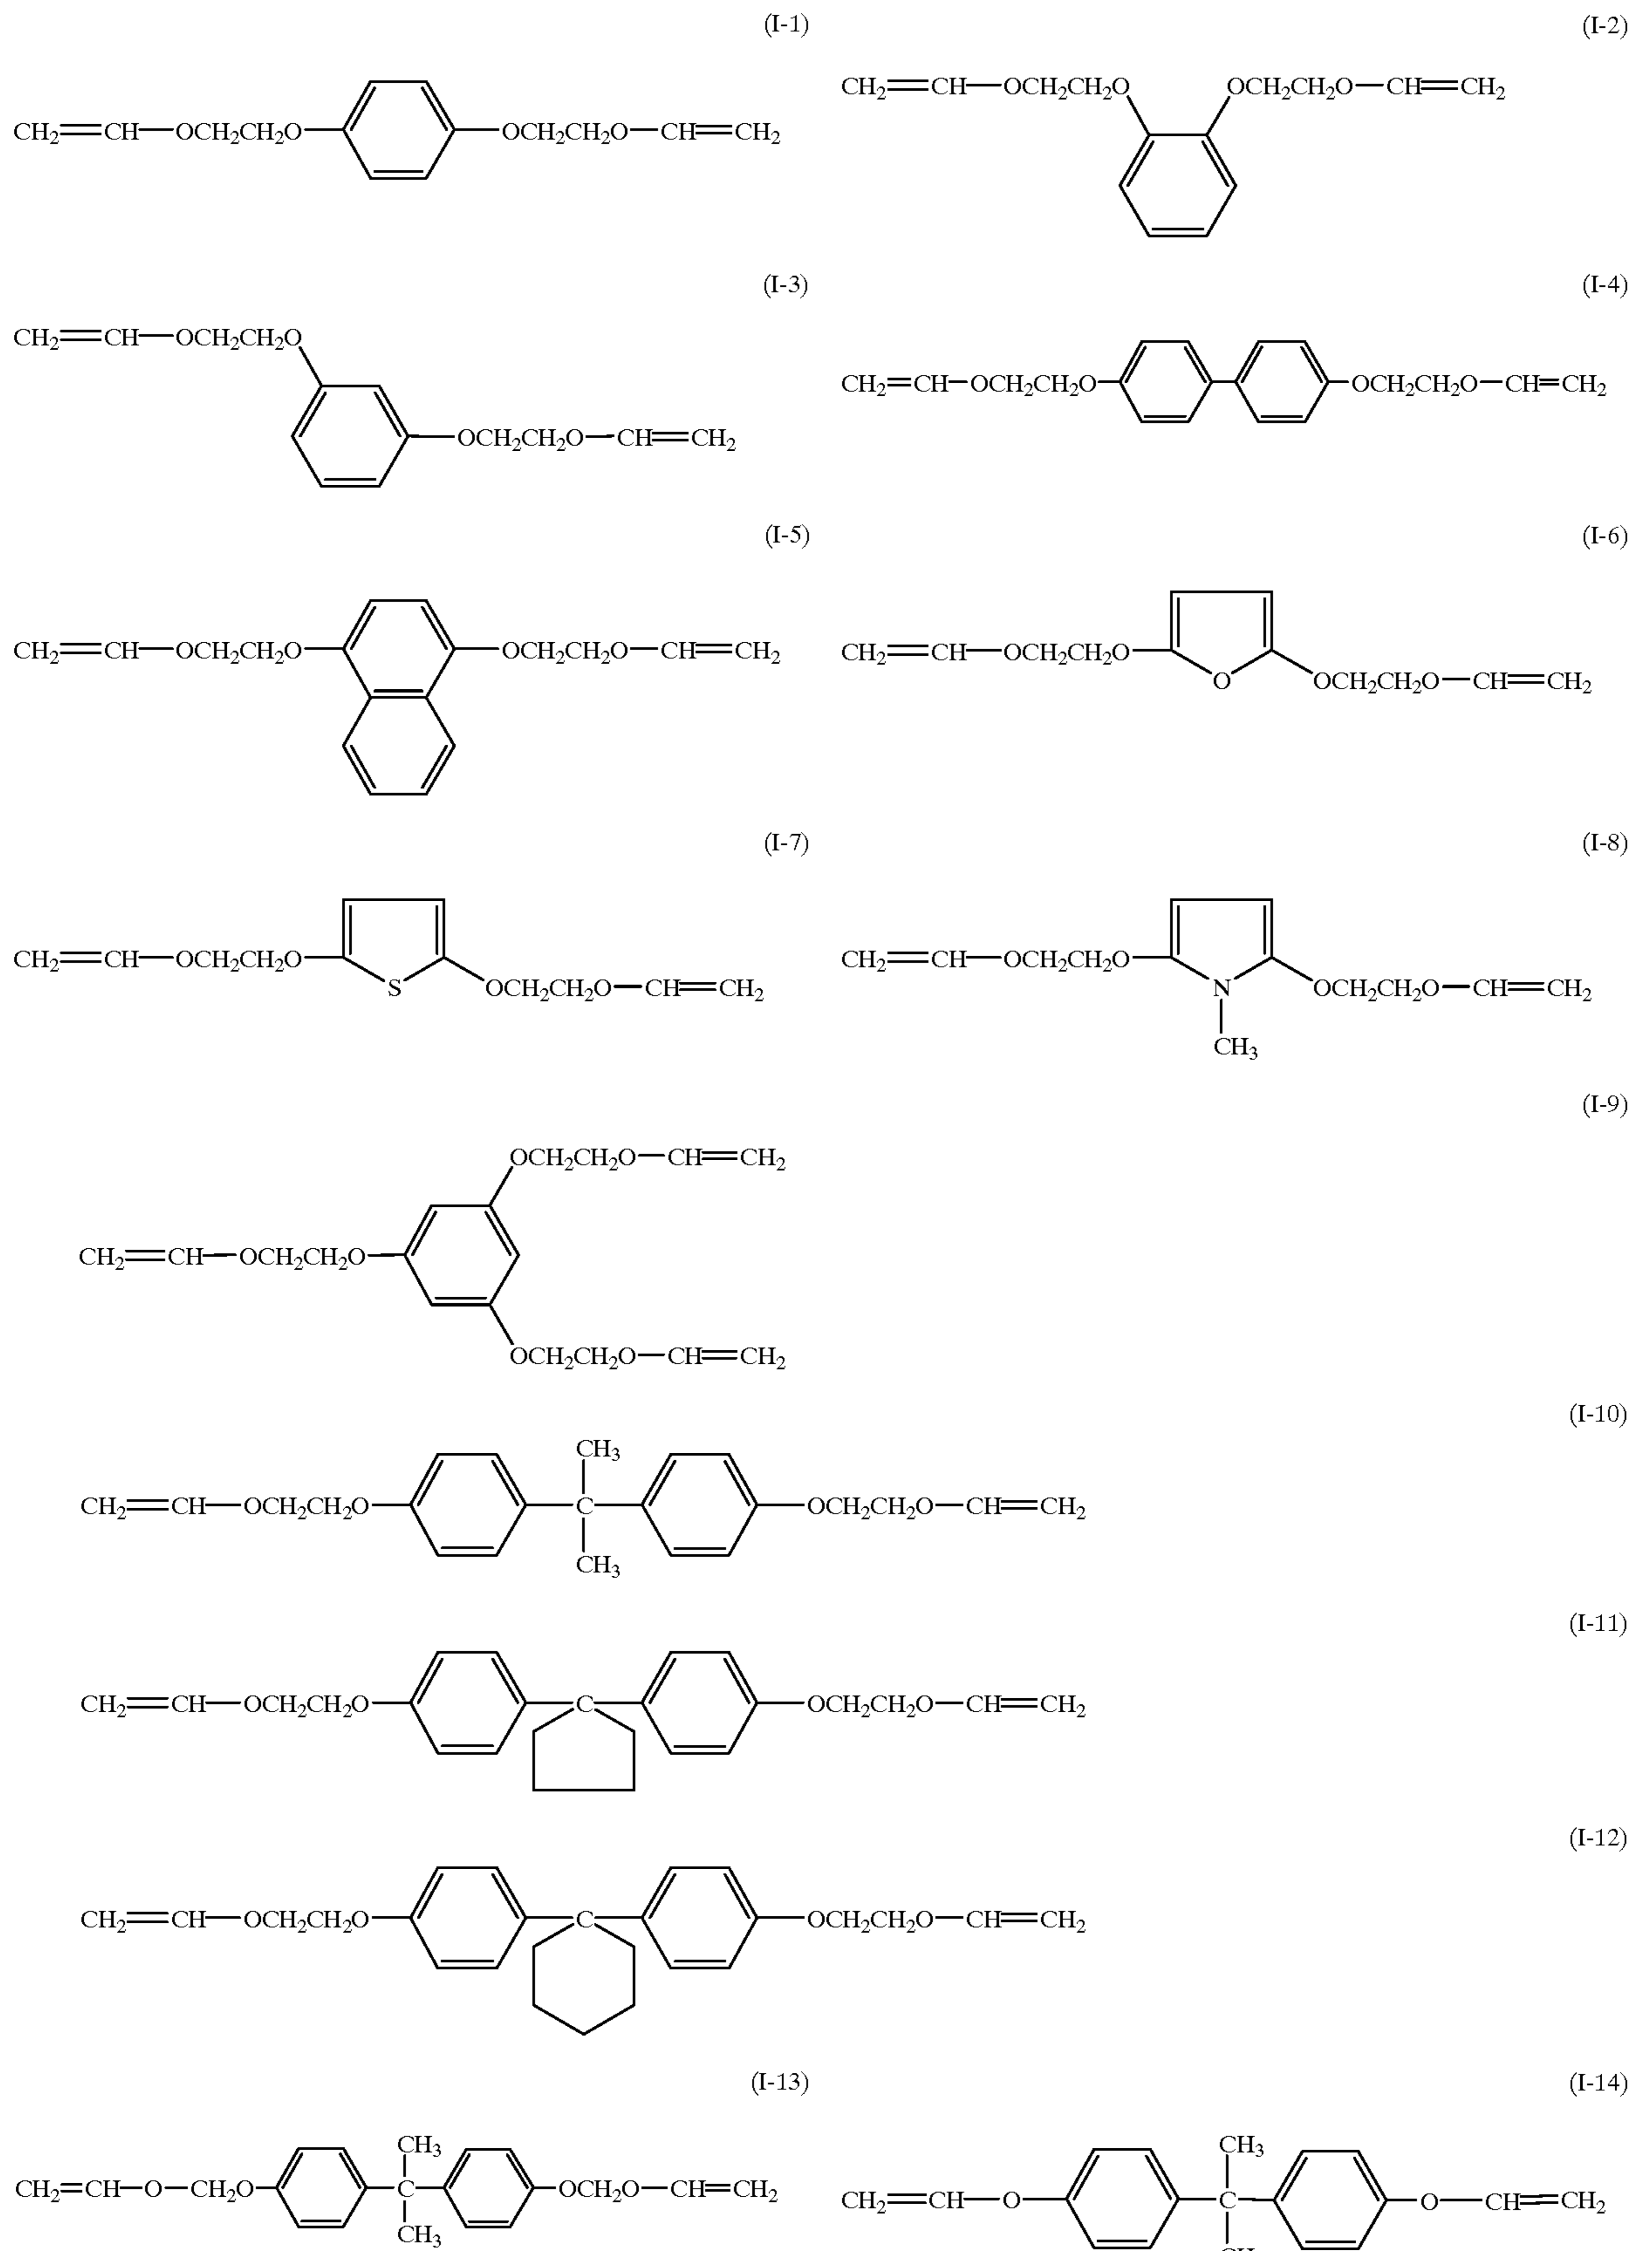 (I-1) (I-2)
CH₂=CH—OCH₂CH₂O OCH₂CH₂O—CH=CH₂
CH₂=CH—OCH₂CH₂O OCH₂CH₂O—CH=CH₂
(I-3) (I-4)
CH₂=CH—OCH₂CH₂O
OCH₂CH₂O—CH=CH₂
CH₂=CH—OCH₂CH₂O OCH₂CH₂O—CH=CH₂
(I-5) (I-6)
CH₂=CH—OCH₂CH₂O OCH₂CH₂O—CH=CH₂
CH₂=CH—OCH₂CH₂O O OCH₂CH₂O—CH=CH₂
(I-7) (I-8)
CH₂=CH—OCH₂CH₂O S OCH₂CH₂O—CH=CH₂
CH₂=CH—OCH₂CH₂O N OCH₂CH₂O—CH=CH₂
CH₃
(I-9)
OCH₂CH₂O—CH=CH₂
CH₂=CH—OCH₂CH₂O
OCH₂CH₂O—CH=CH₂
(I-10)
CH₃
CH₂=CH—OCH₂CH₂O C OCH₂CH₂O—CH=CH₂
CH₃
(I-11)
CH₂=CH—OCH₂CH₂O C OCH₂CH₂O—CH=CH₂
(I-12)
CH₂=CH—OCH₂CH₂O C OCH₂CH₂O—CH=CH₂
(I-13) (I-14)
CH₃
CH₂=CH—O—CH₂O C OCH₂O—CH=CH₂
CH₃
CH₃
CH₂=CH—O C O—CH=CH₂